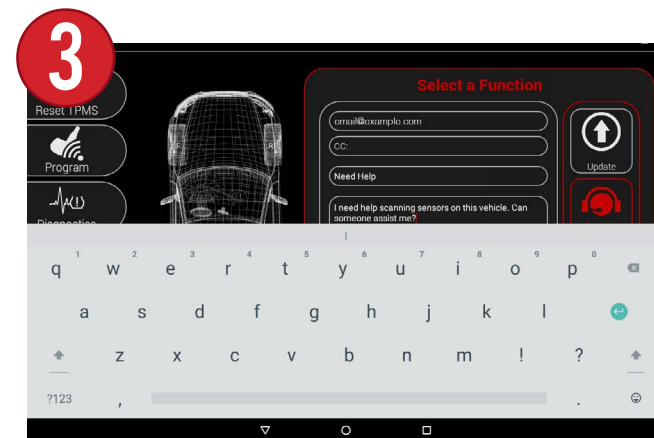 3
Select a Function
Reset TPMS
email@example.com
CC:
Program
Need Help
Update
I need help scanning sensors on this vehicle. Can
someone assist me?
Diagnostics
q 1 w 2 e 3 r 4 t 5 y 6 u 7 i 8 o 9 p 0
a s d f g h j k l
z x c v b n m ! ?
?123 , .